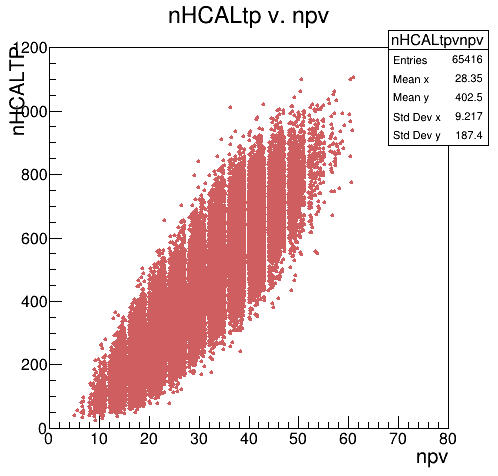 nHCALtp v. npv
nHCALtpvnpv
Entries 65416
Mean x 28.35
Mean y 402.5
Std Dev x 9.217
Std Dev y 187.4
nHCALTP
1200
1000
800
600
400
200
0
0 10 20 30 40 50 60 70 80
npv